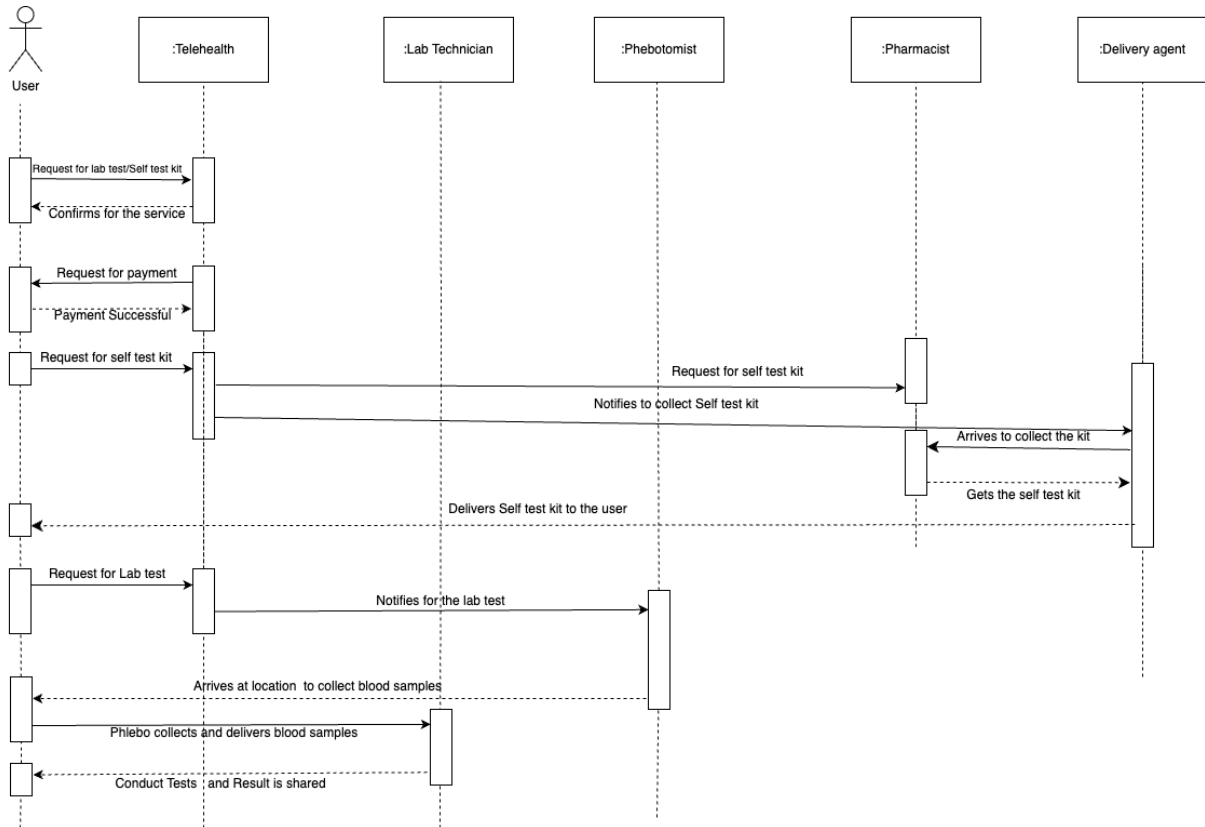 User
:Telehealth
:Lab Technician
:Phebotomist
:Pharmacist
:Delivery agent
Request for lab test/Self test kit
Confirms for the service
Request for payment
Payment Successful
Request for self test kit
Request for self test kit
Notifies to collect Self test kit
Arrives to collect the kit
Gets the self test kit
Delivers Self test kit to the user
Request for Lab test
Notifies for the lab test
Arrives at location to collect blood samples
Phlebo collects and delivers blood samples
Conduct Tests and Result is shared